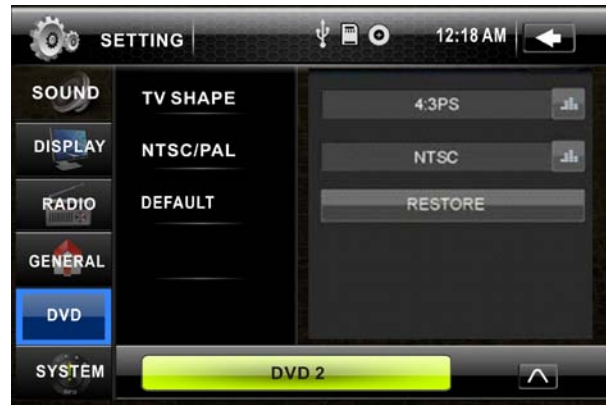 SETTING 12:18 AM
SOUND
DISPLAY
RADIO
GENERAL
DVD
SYSTEM
TV SHAPE 4:3PS
NTSC/PAL NTSC
DEFAULT RESTORE
DVD 2